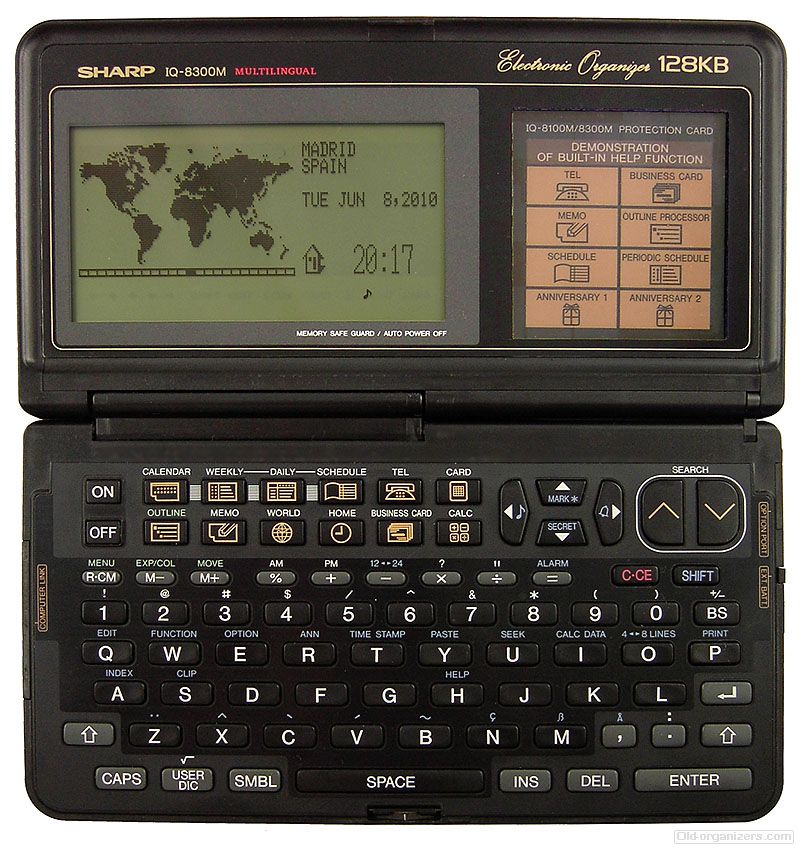 SHARP IQ-8300M MULTILINGUAL
Electronic Organizer 128KB
MADRID
SPAIN
TUE JUN 8,2010
20:17
MEMORY SAFE GUARD / AUTO POWER OFF
IQ-8100M/8300M PROTECTION CARD
DEMONSTRATION
OF BUILT-IN HELP FUNCTION
TEL BUSINESS CARD
MEMO OUTLINE PROCESSOR
SCHEDULE PERIODIC SCHEDULE
ANNIVERSARY 1 ANNIVERSARY 2
CALENDAR WEEKLY DAILY SCHEDULE TEL CARD SEARCH
ON MARK*
OUTLINE MEMO WORLD HOME BUSINESS CARD CALC
OFF SECRET
OPTION PORT
MENU EXP/COL MOVE AM PM 12↔24 ? " ALARM
R·CM M− M+ % + − × ÷ = C·CE SHIFT
EXT BATT
COMPUTER LINK
! @ # $ / ^ & * ( ) +/−
1 2 3 4 5 6 7 8 9 0 BS
EDIT FUNCTION OPTION ANN TIME STAMP PASTE SEEK CALC DATA 4↔8 LINES PRINT
Q W E R T Y U I O P
INDEX CLIP HELP
A S D F G H J K L
¨ ^ ` ´ ~ ç ß Å :
Z X C V B N M , .
√
CAPS USER DIC SMBL SPACE INS DEL ENTER
Old-organizers.com